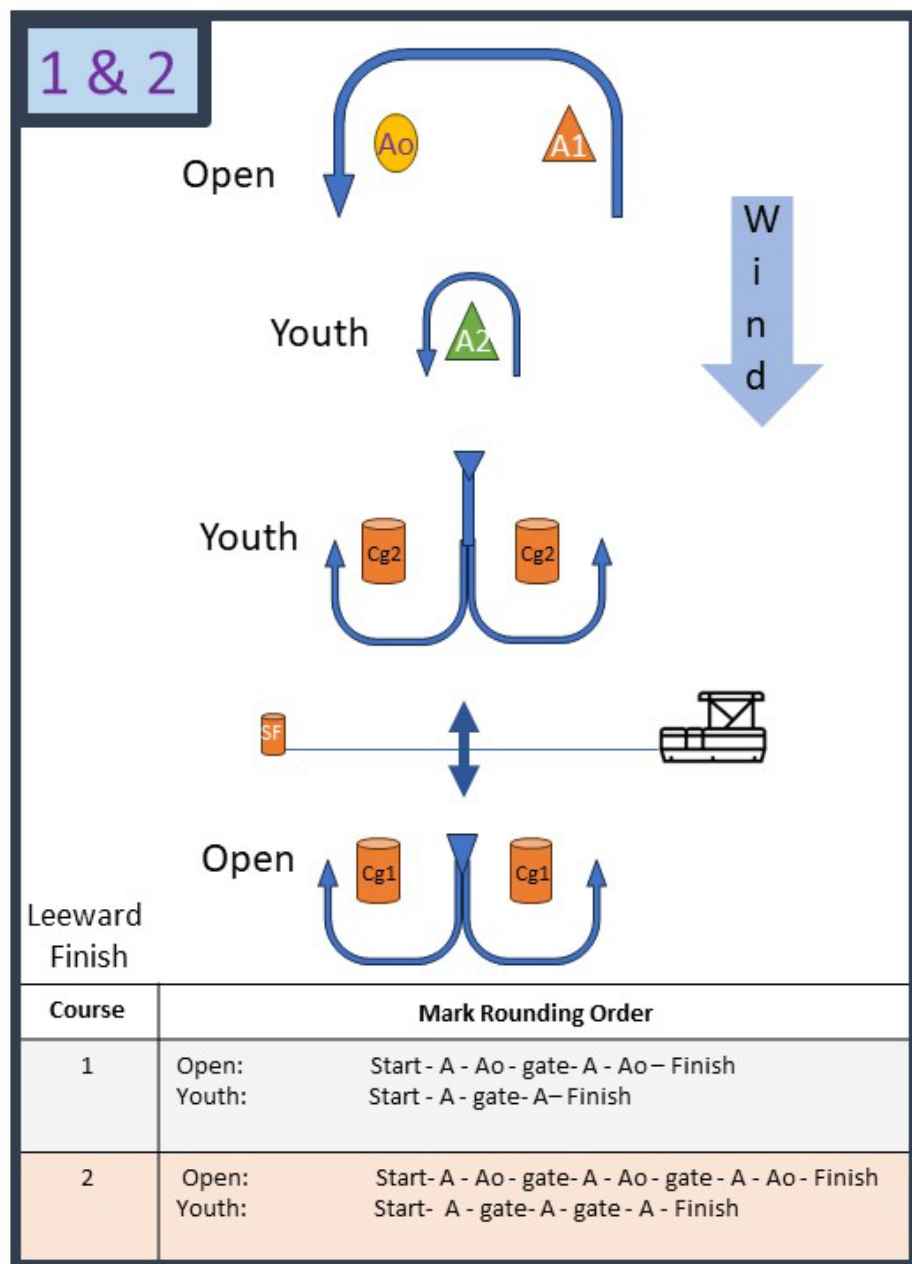 1 & 2
Ao
A1
Open
Wind
Youth
A2
Youth
Cg2
Cg2
SF
Open
Cg1
Cg1
Leeward
Finish
Course
Mark Rounding Order
1
Open: Start - A - Ao - gate- A - Ao – Finish
Youth: Start - A - gate- A– Finish
2
Open: Start- A - Ao - gate- A - Ao - gate - A - Ao - Finish
Youth: Start- A - gate- A - gate - A - Finish